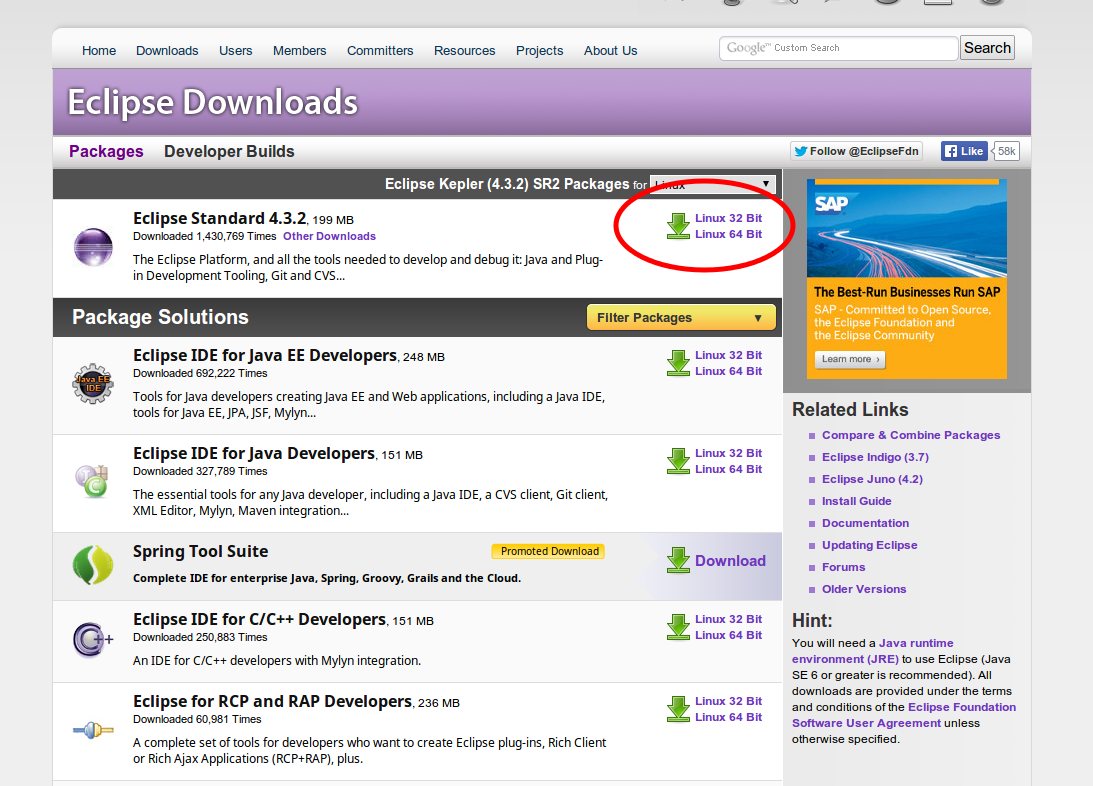 Home Downloads Users Members Committers Resources Projects About Us
Google™ Custom Search Search
Eclipse Downloads
Packages Developer Builds
Follow @EclipseFdn Like 58k
Eclipse Kepler (4.3.2) SR2 Packages for Linux
Eclipse Standard 4.3.2, 199 MB
Downloaded 1,430,769 Times Other Downloads
The Eclipse Platform, and all the tools needed to develop and debug it: Java and Plug-
in Development Tooling, Git and CVS...
Linux 32 Bit
Linux 64 Bit
Package Solutions
Filter Packages
Java EE
IDE
Eclipse IDE for Java EE Developers, 248 MB
Downloaded 692,222 Times
Tools for Java developers creating Java EE and Web applications, including a Java IDE,
tools for Java EE, JPA, JSF, Mylyn...
Linux 32 Bit
Linux 64 Bit
Eclipse IDE for Java Developers, 151 MB
Downloaded 327,789 Times
The essential tools for any Java developer, including a Java IDE, a CVS client, Git client,
XML Editor, Mylyn, Maven integration...
Linux 32 Bit
Linux 64 Bit
Spring Tool Suite
Promoted Download
Complete IDE for enterprise Java, Spring, Groovy, Grails and the Cloud.
Download
C++
Eclipse IDE for C/C++ Developers, 151 MB
Downloaded 250,883 Times
An IDE for C/C++ developers with Mylyn integration.
Linux 32 Bit
Linux 64 Bit
Eclipse for RCP and RAP Developers, 236 MB
Downloaded 60,981 Times
A complete set of tools for developers who want to create Eclipse plug-ins, Rich Client
or Rich Ajax Applications (RCP+RAP), plus.
Linux 32 Bit
Linux 64 Bit
SAP
The Best-Run Businesses Run SAP
SAP - Committed to Open Source,
the Eclipse Foundation and
the Eclipse Community
Learn more ›
Related Links
Compare & Combine Packages
Eclipse Indigo (3.7)
Eclipse Juno (4.2)
Install Guide
Documentation
Updating Eclipse
Forums
Older Versions
Hint:
You will need a Java runtime
environment (JRE) to use Eclipse (Java
SE 6 or greater is recommended). All
downloads are provided under the terms
and conditions of the Eclipse Foundation
Software User Agreement unless
otherwise specified.